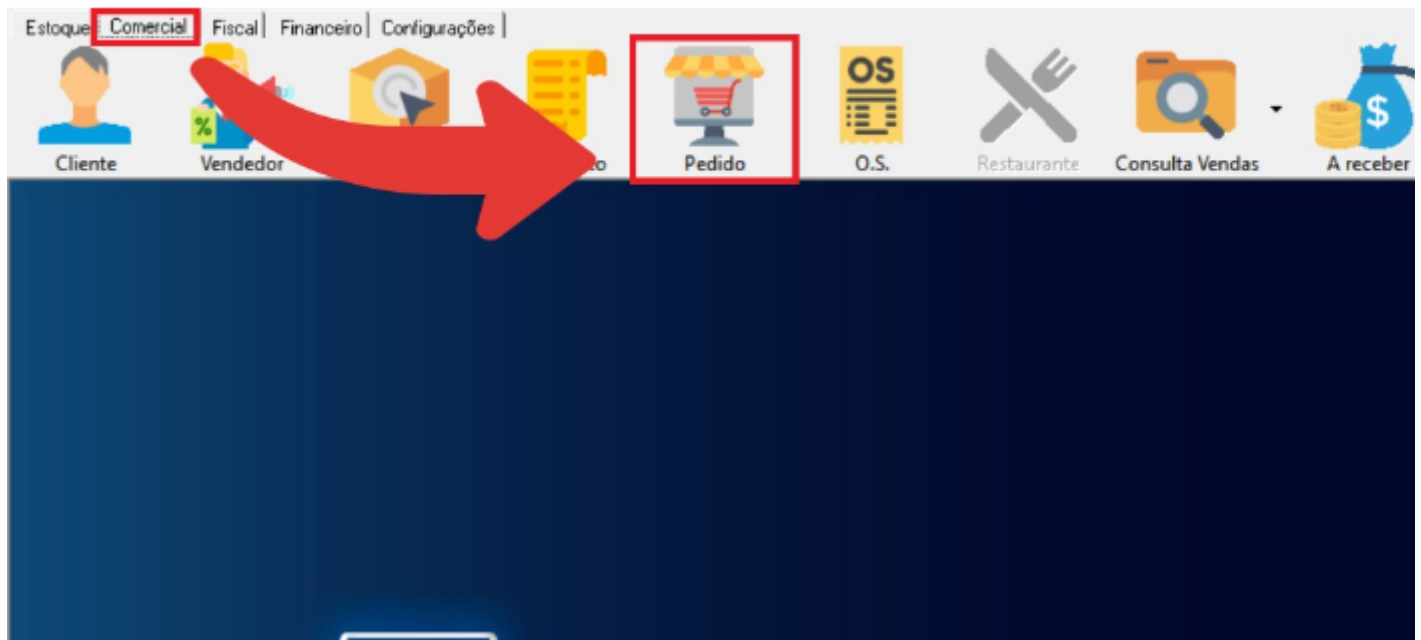 Estoque Comercial Fiscal Financeiro Configurações
OS
%
$
Cliente Vendedor Pedido O.S. Restaurante Consulta Vendas A receber